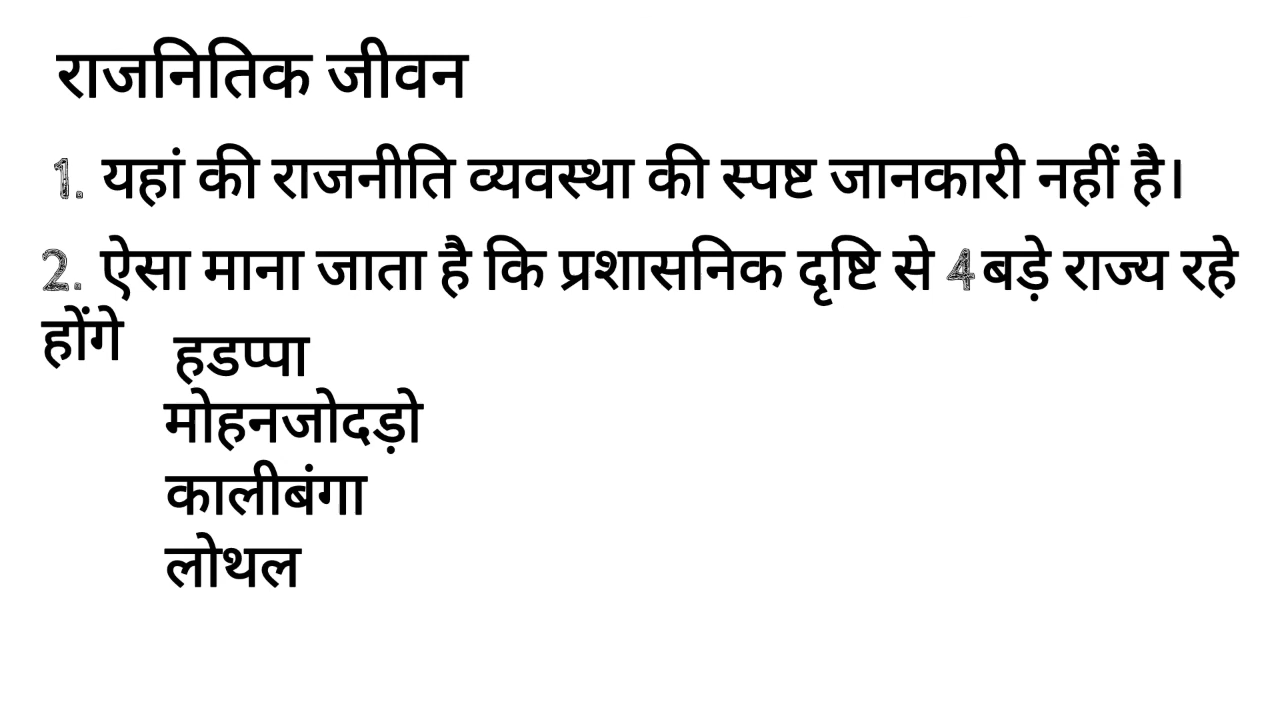 राजनितिक जीवन
1. यहां की राजनीति व्यवस्था की स्पष्ट जानकारी नहीं है।
2. ऐसा माना जाता है कि प्रशासनिक दृष्टि से 4 बड़े राज्य रहे
होंगे
हडप्पा
मोहनजोदड़ो
कालीबंगा
लोथल